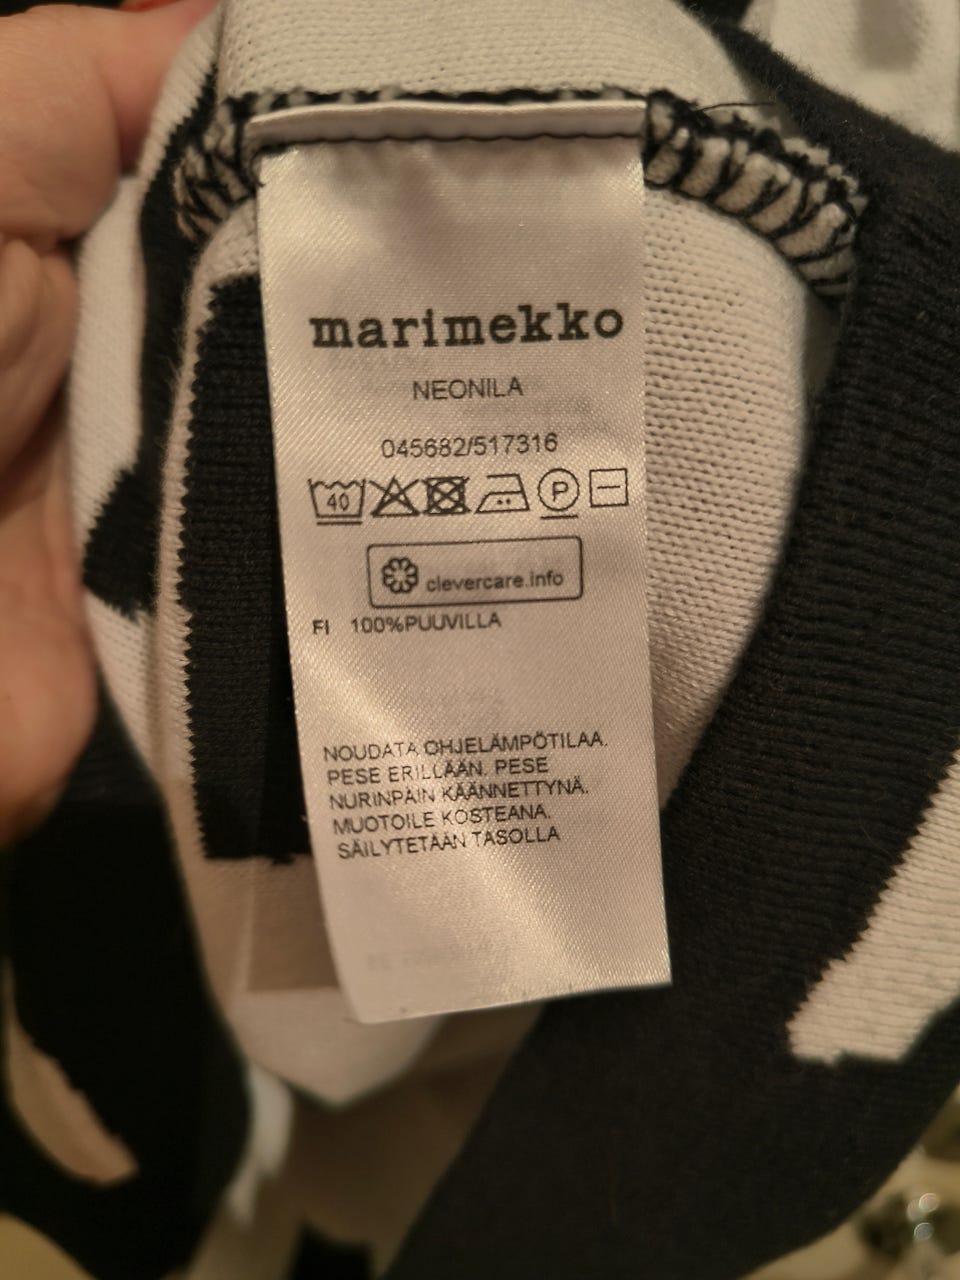 marimekko
NEONILA
045682/517316
40 P
clevercare.info
FI 100%PUUVILLA
NOUDATA OHJELÄMPÖTILAA.
PESE ERILLÄÄN. PESE
NURINPÄIN KÄÄNNETTYNÄ.
MUOTOILE KOSTEANA.
SÄILYTETÄÄN TASOLLA